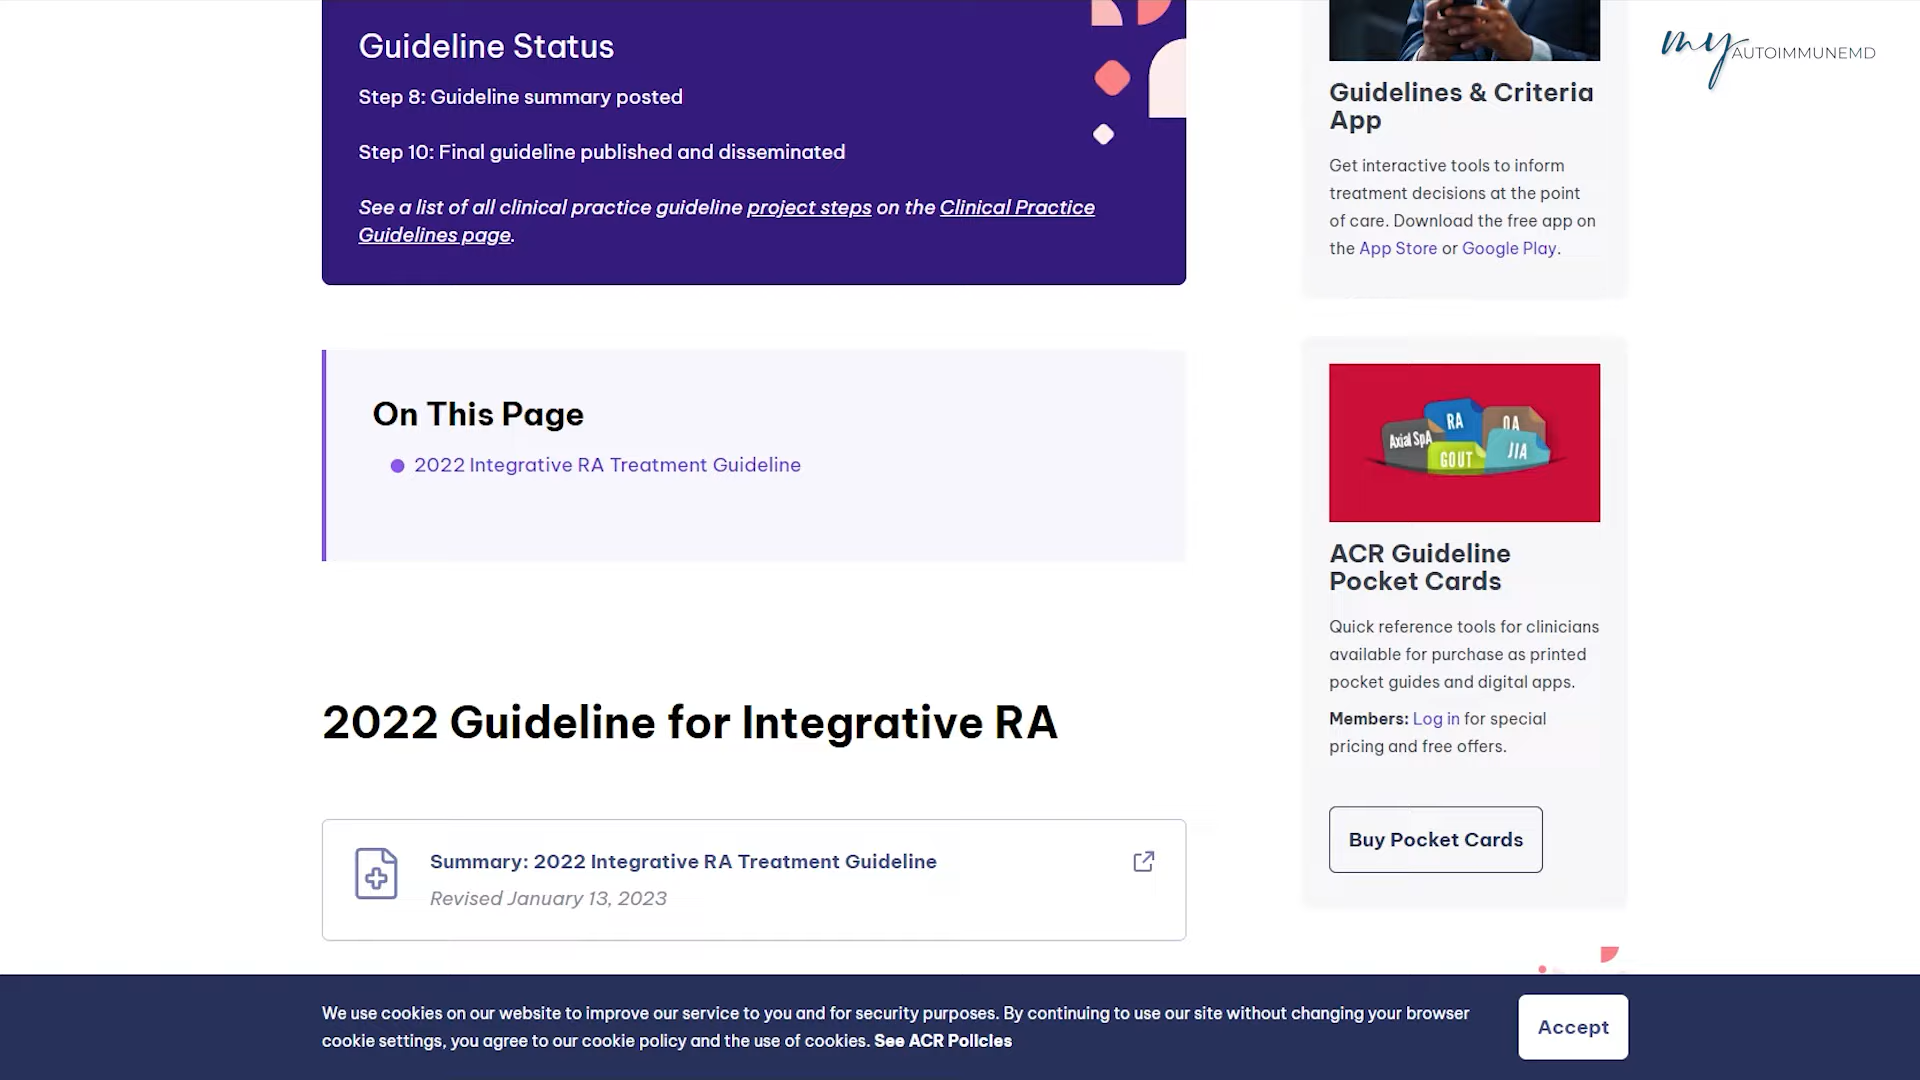 Guideline Status
Step 8: Guideline summary posted
Step 10: Final guideline published and disseminated
See a list of all clinical practice guideline project steps on the Clinical Practice
Guidelines page.
On This Page
2022 Integrative RA Treatment Guideline
2022 Guideline for Integrative RA
Summary: 2022 Integrative RA Treatment Guideline
Revised January 13, 2023
my AUTOIMMUNEMD
Guidelines & Criteria
App
Get interactive tools to inform
treatment decisions at the point
of care. Download the free app on
the App Store or Google Play.
Axial SpA
RA
OA
GOUT
JIA
ACR Guideline
Pocket Cards
Quick reference tools for clinicians
available for purchase as printed
pocket guides and digital apps.
Members: Log in for special
pricing and free offers.
Buy Pocket Cards
We use cookies on our website to improve our service to you and for security purposes. By continuing to use our site without changing your browser
cookie settings, you agree to our cookie policy and the use of cookies. See ACR Policies
Accept